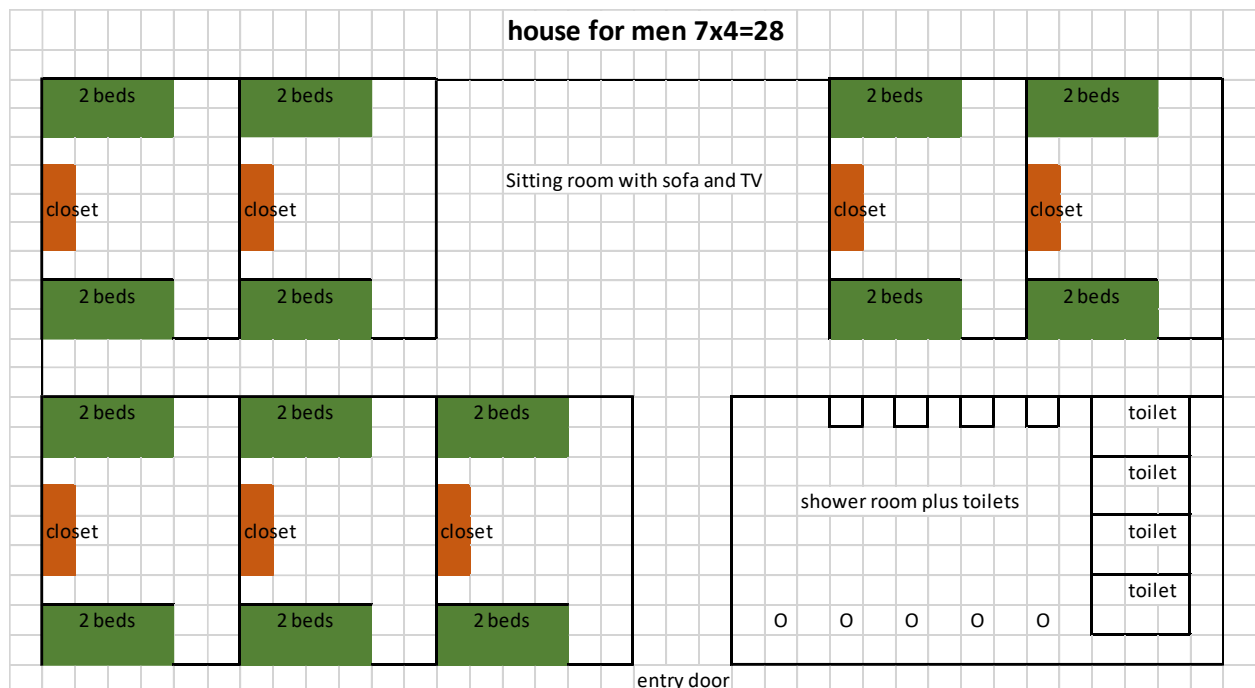 house for men 7x4=28
2 beds
2 beds
2 beds
2 beds
Sitting room with sofa and TV
closet
closet
closet
closet
2 beds
2 beds
2 beds
2 beds
2 beds
2 beds
2 beds
toilet
toilet
shower room plus toilets
closet
closet
closet
toilet
toilet
2 beds
2 beds
2 beds
O O O O O
entry door